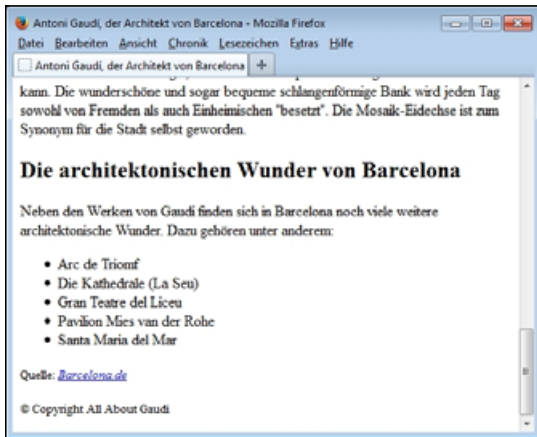 Antoni Gaudí, der Architekt von Barcelona - Mozilla Firefox
Datei Bearbeiten Ansicht Chronik Lesezeichen Extras Hilfe
Antoni Gaudí, der Architekt von Barcelona +
kann. Die wunderschöne und sogar bequeme schlangenförmige Bank wird jeden Tag
sowohl von Fremden als auch Einheimischen "besetzt". Die Mosaik-Eidechse ist zum
Synonym für die Stadt selbst geworden.
Die architektonischen Wunder von Barcelona
Neben den Werken von Gaudí finden sich in Barcelona noch viele weitere
architektonische Wunder. Dazu gehören unter anderem:
• Arc de Triomf
• Die Kathedrale (La Seu)
• Gran Teatre del Liceu
• Pavilion Mies van der Rohe
• Santa Maria del Mar
Quelle: Barcelona.de
© Copyright All About Gaudí